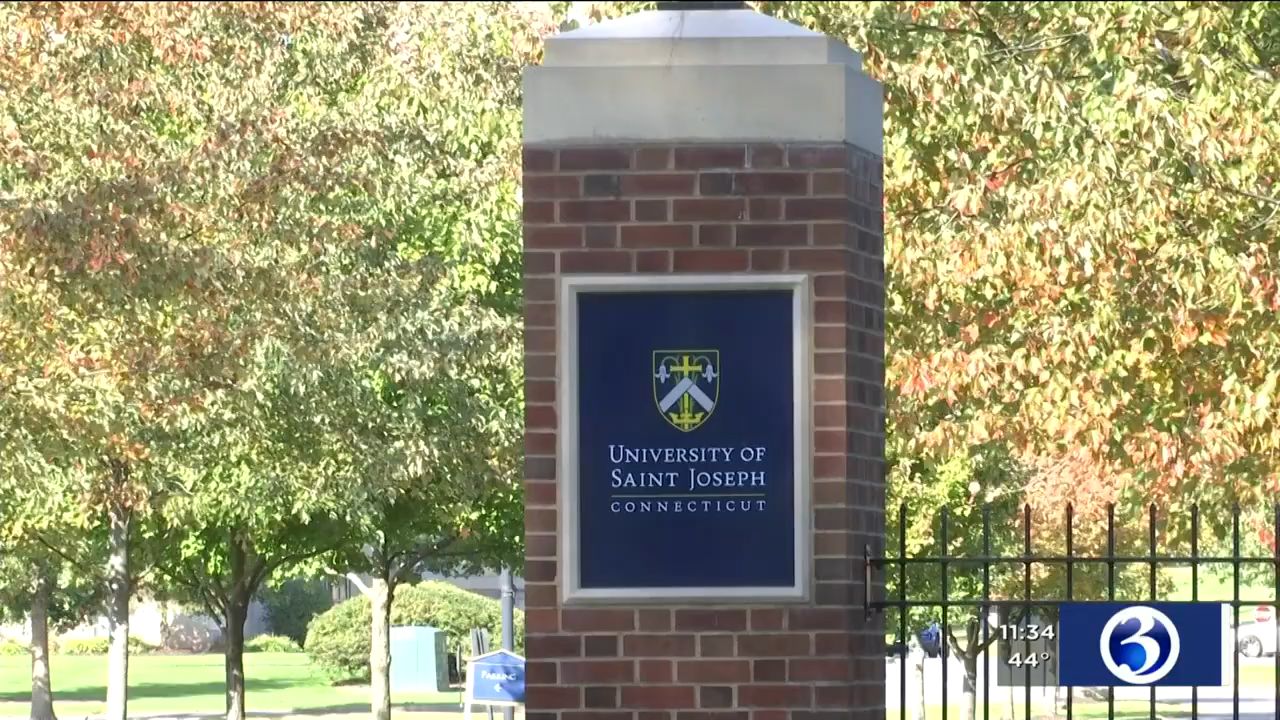 UNIVERSITY OF
SAINT JOSEPH
CONNECTICUT
PARKING
11:34
44°
3